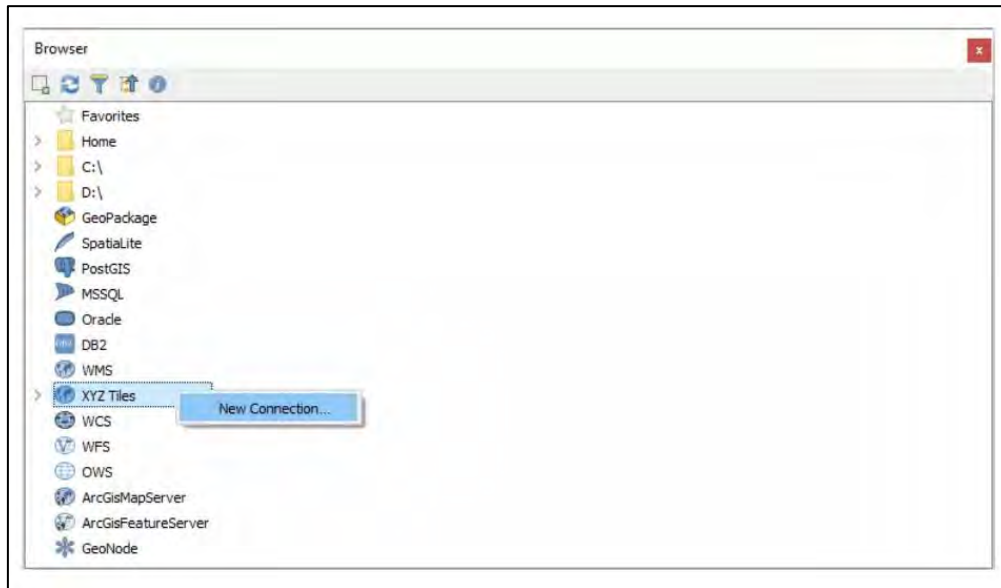 Browser
Favorites
Home
C:\
D:\
GeoPackage
SpatiaLite
PostGIS
MSSQL
Oracle
DB2
WMS
XYZ Tiles
New Connection...
WCS
WFS
OWS
ArcGisMapServer
ArcGisFeatureServer
GeoNode